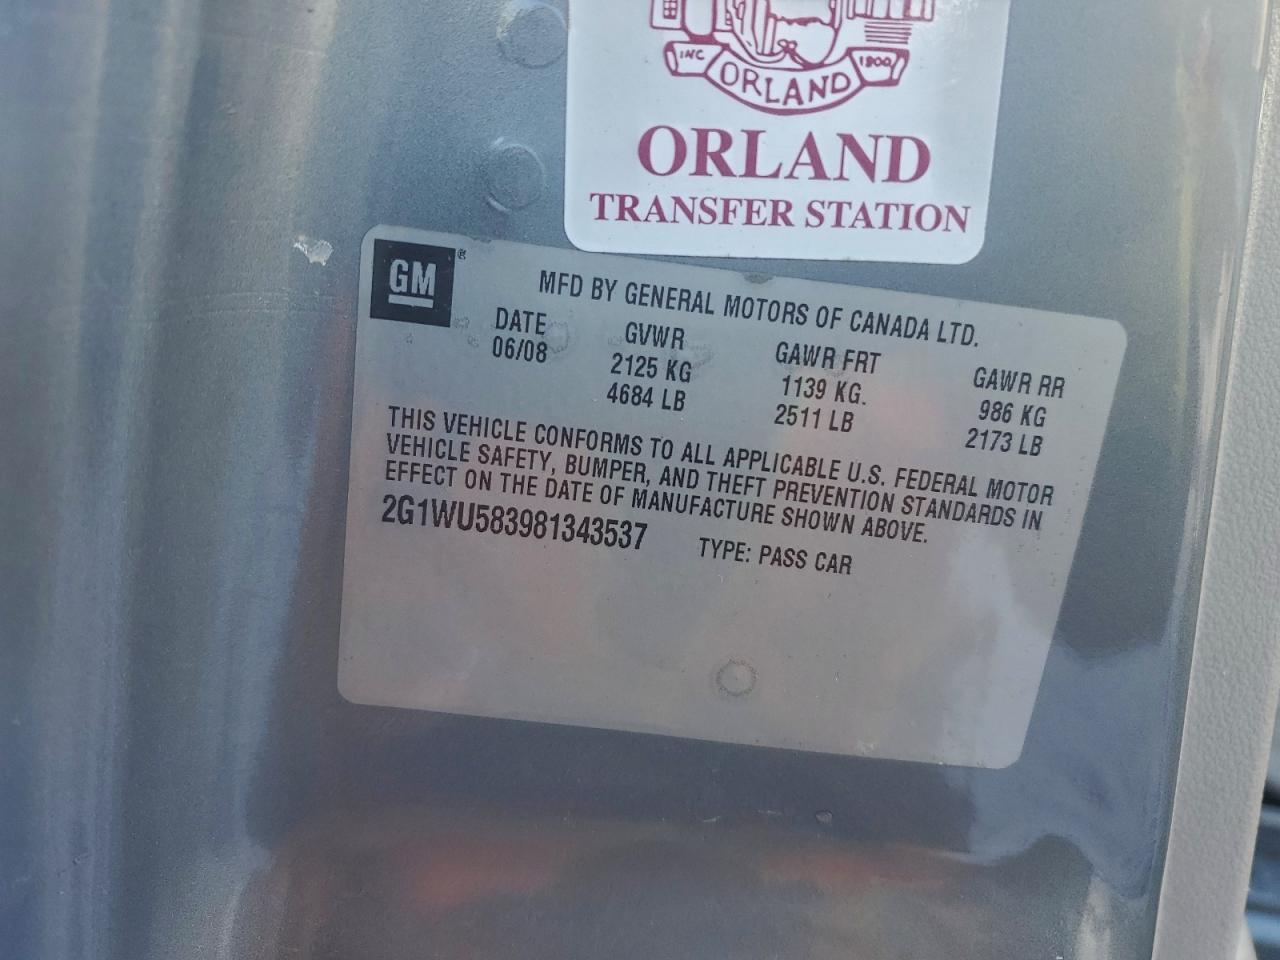 INC ORLAND 1800
ORLAND
TRANSFER STATION
GM®
MFD BY GENERAL MOTORS OF CANADA LTD.
DATE GVWR GAWR FRT GAWR RR
06/08 2125 KG 1139 KG. 986 KG
4684 LB 2511 LB 2173 LB
THIS VEHICLE CONFORMS TO ALL APPLICABLE U.S. FEDERAL MOTOR
VEHICLE SAFETY, BUMPER, AND THEFT PREVENTION STANDARDS IN
EFFECT ON THE DATE OF MANUFACTURE SHOWN ABOVE.
2G1WU583981343537 TYPE: PASS CAR